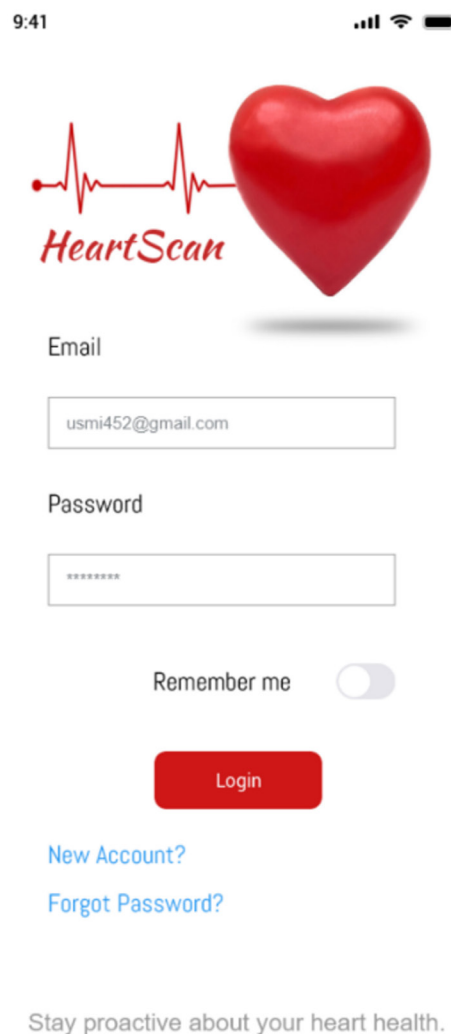 9:41
HeartScan
Email
usmi452@gmail.com
Password
********
Remember me
Login
New Account?
Forgot Password?
Stay proactive about your heart health.